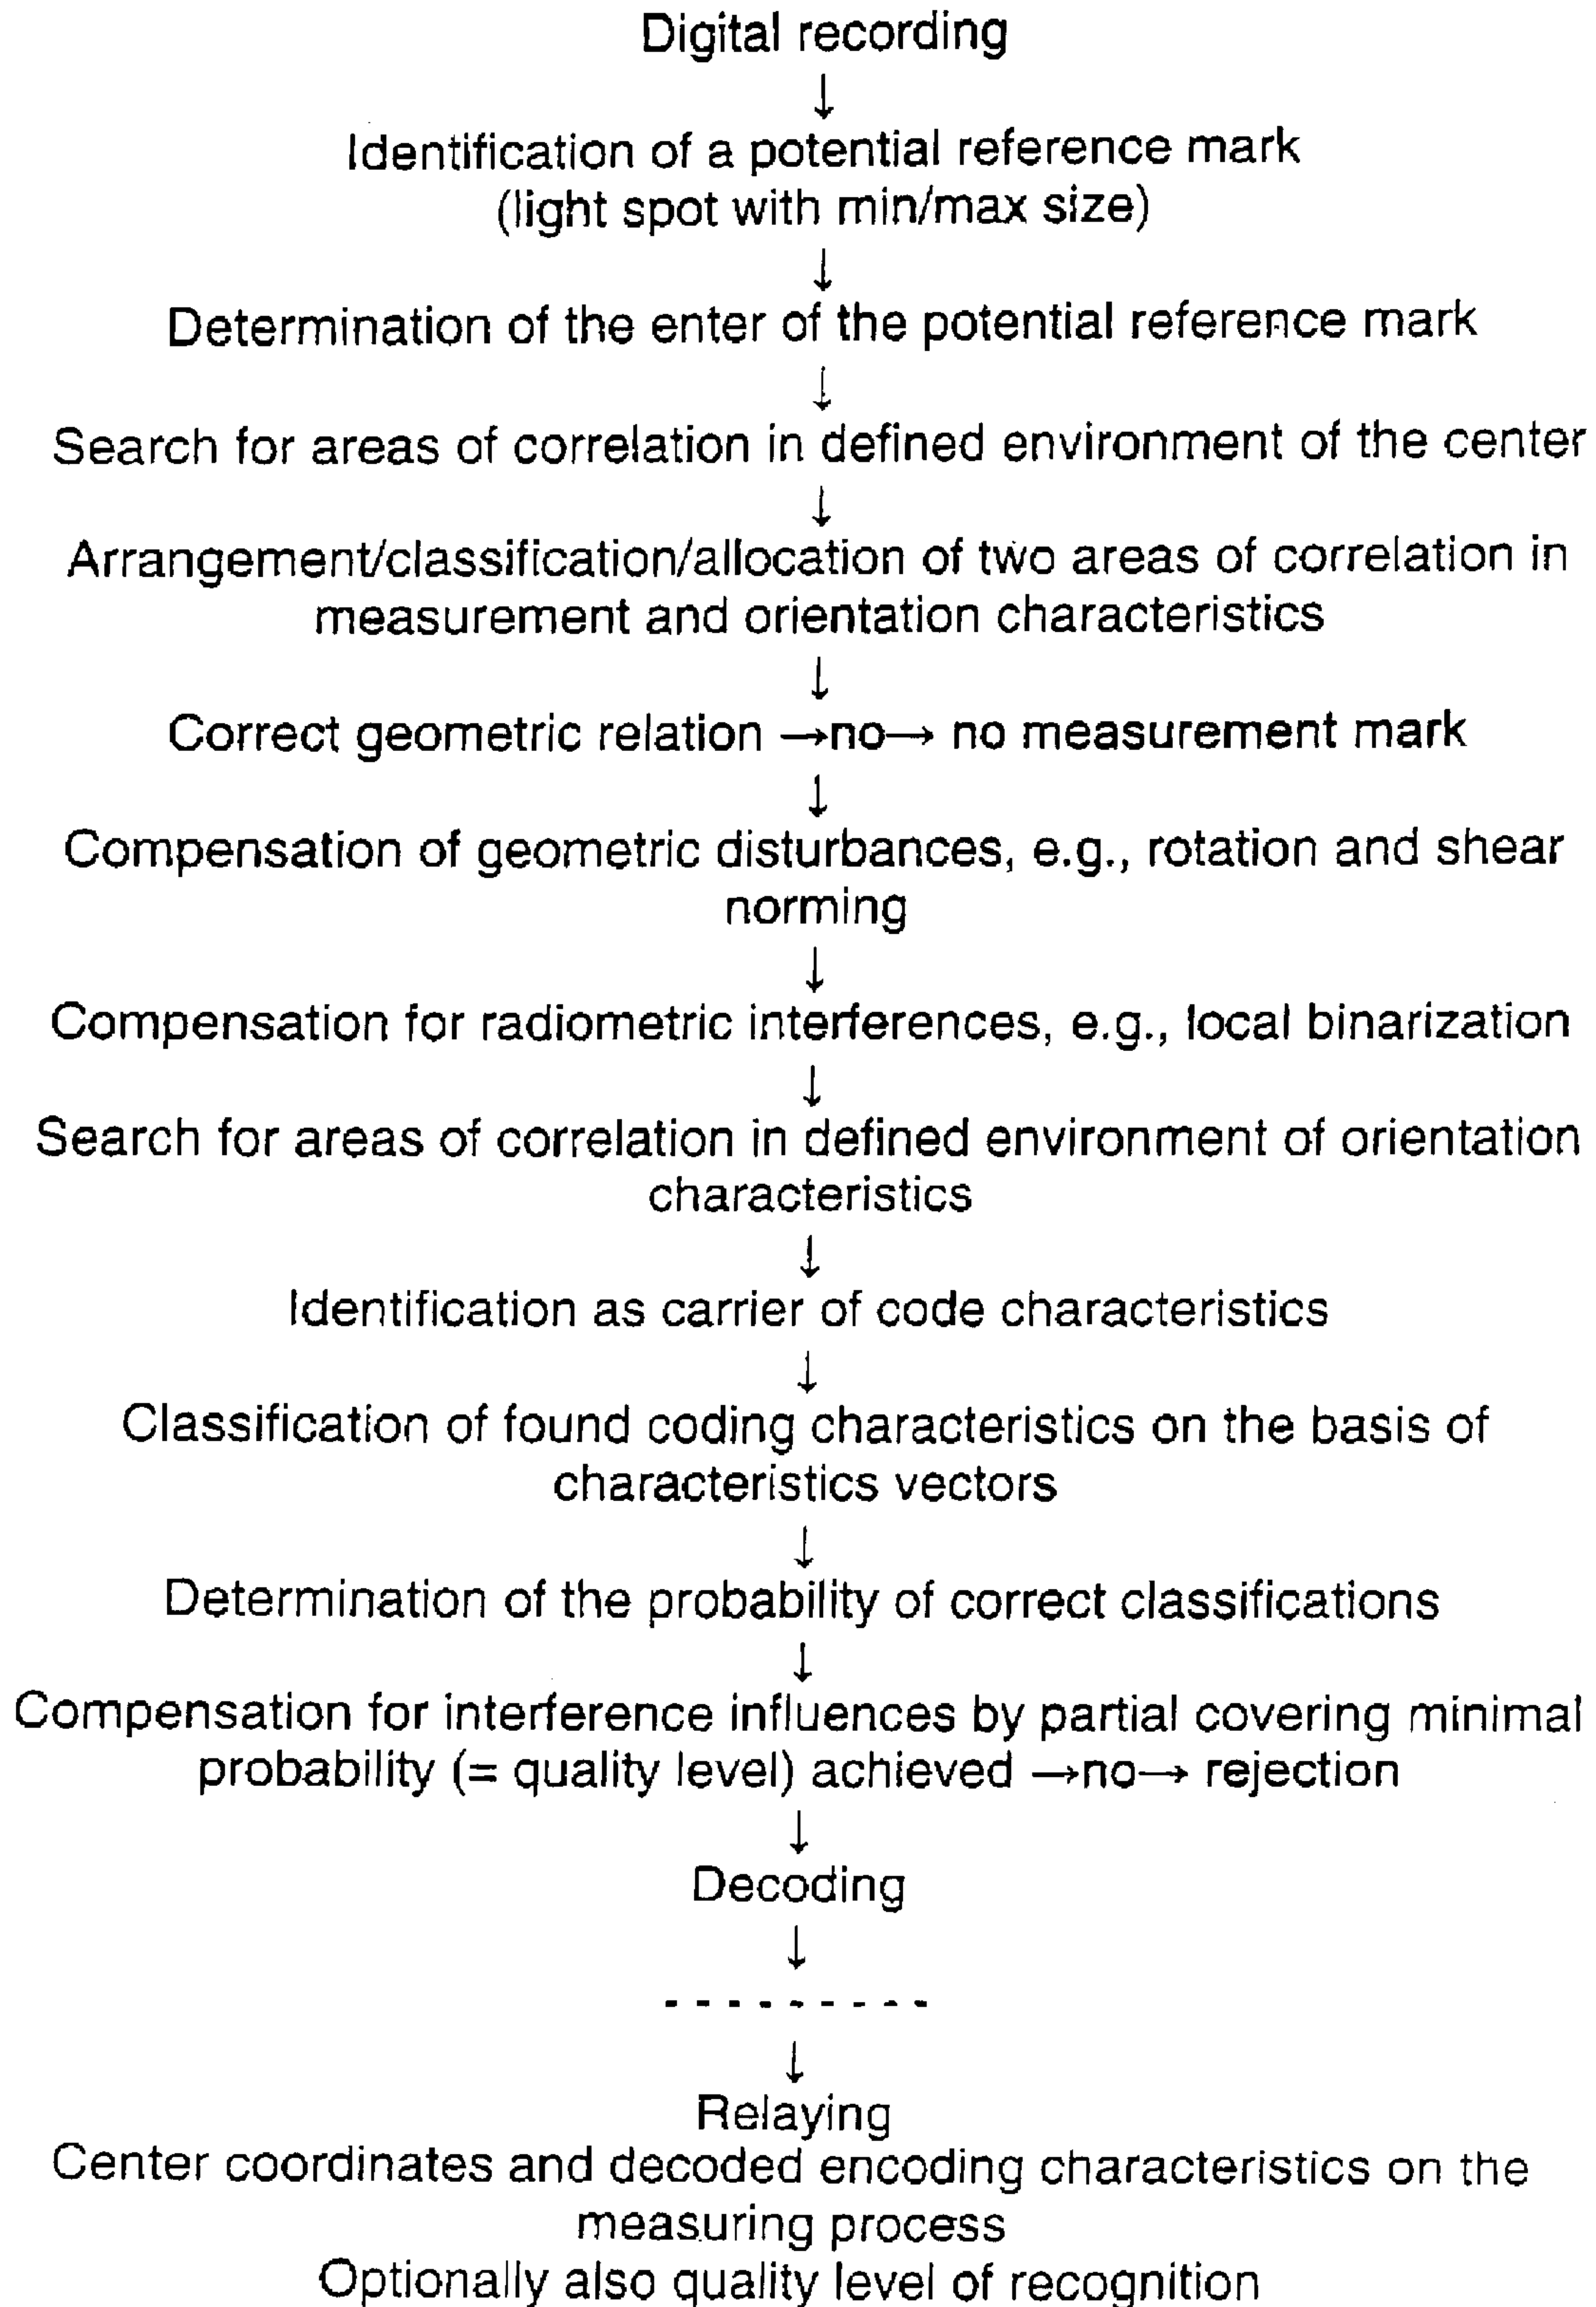 Digital recording
↓
Identification of a potential reference mark
(light spot with min/max size)
↓
Determination of the enter of the potential reference mark
↓
Search for areas of correlation in defined environment of the center
↓
Arrangement/classification/allocation of two areas of correlation in
measurement and orientation characteristics
↓
Correct geometric relation →no→ no measurement mark
↓
Compensation of geometric disturbances, e.g., rotation and shear
norming
↓
Compensation for radiometric interferences, e.g., local binarization
↓
Search for areas of correlation in defined environment of orientation
characteristics
↓
Identification as carrier of code characteristics
↓
Classification of found coding characteristics on the basis of
characteristics vectors
↓
Determination of the probability of correct classifications
↓
Compensation for interference influences by partial covering minimal
probability (= quality level) achieved →no→ rejection
↓
Decoding
↓
- - - - - - - - -
↓
Relaying
Center coordinates and decoded encoding characteristics on the
measuring process
Optionally also quality level of recognition